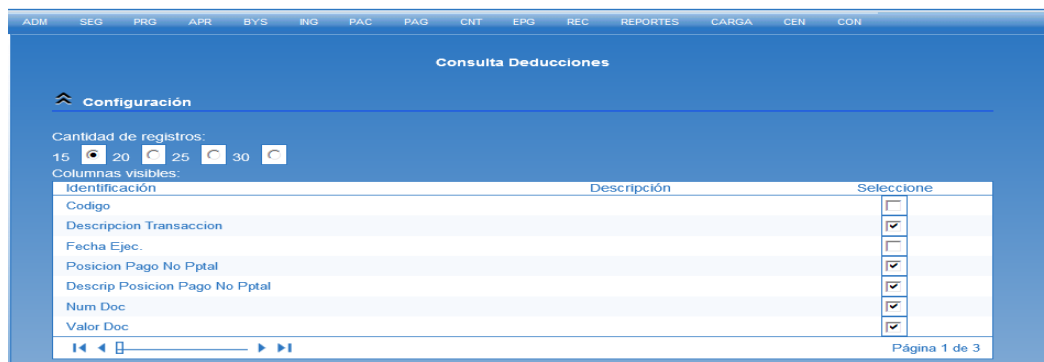 ADM SEG PRG APR BYS ING PAC PAG CNT EPG REC REPORTES CARGA CEN CON
Consulta Deducciones
Configuración
Cantidad de registros:
15 20 25 30
Columnas visibles:
Identificación Descripción Seleccione
Codigo
Descripcion Transaccion
Fecha Ejec.
Posicion Pago No Pptal
Descrip Posicion Pago No Pptal
Num Doc
Valor Doc
Página 1 de 3